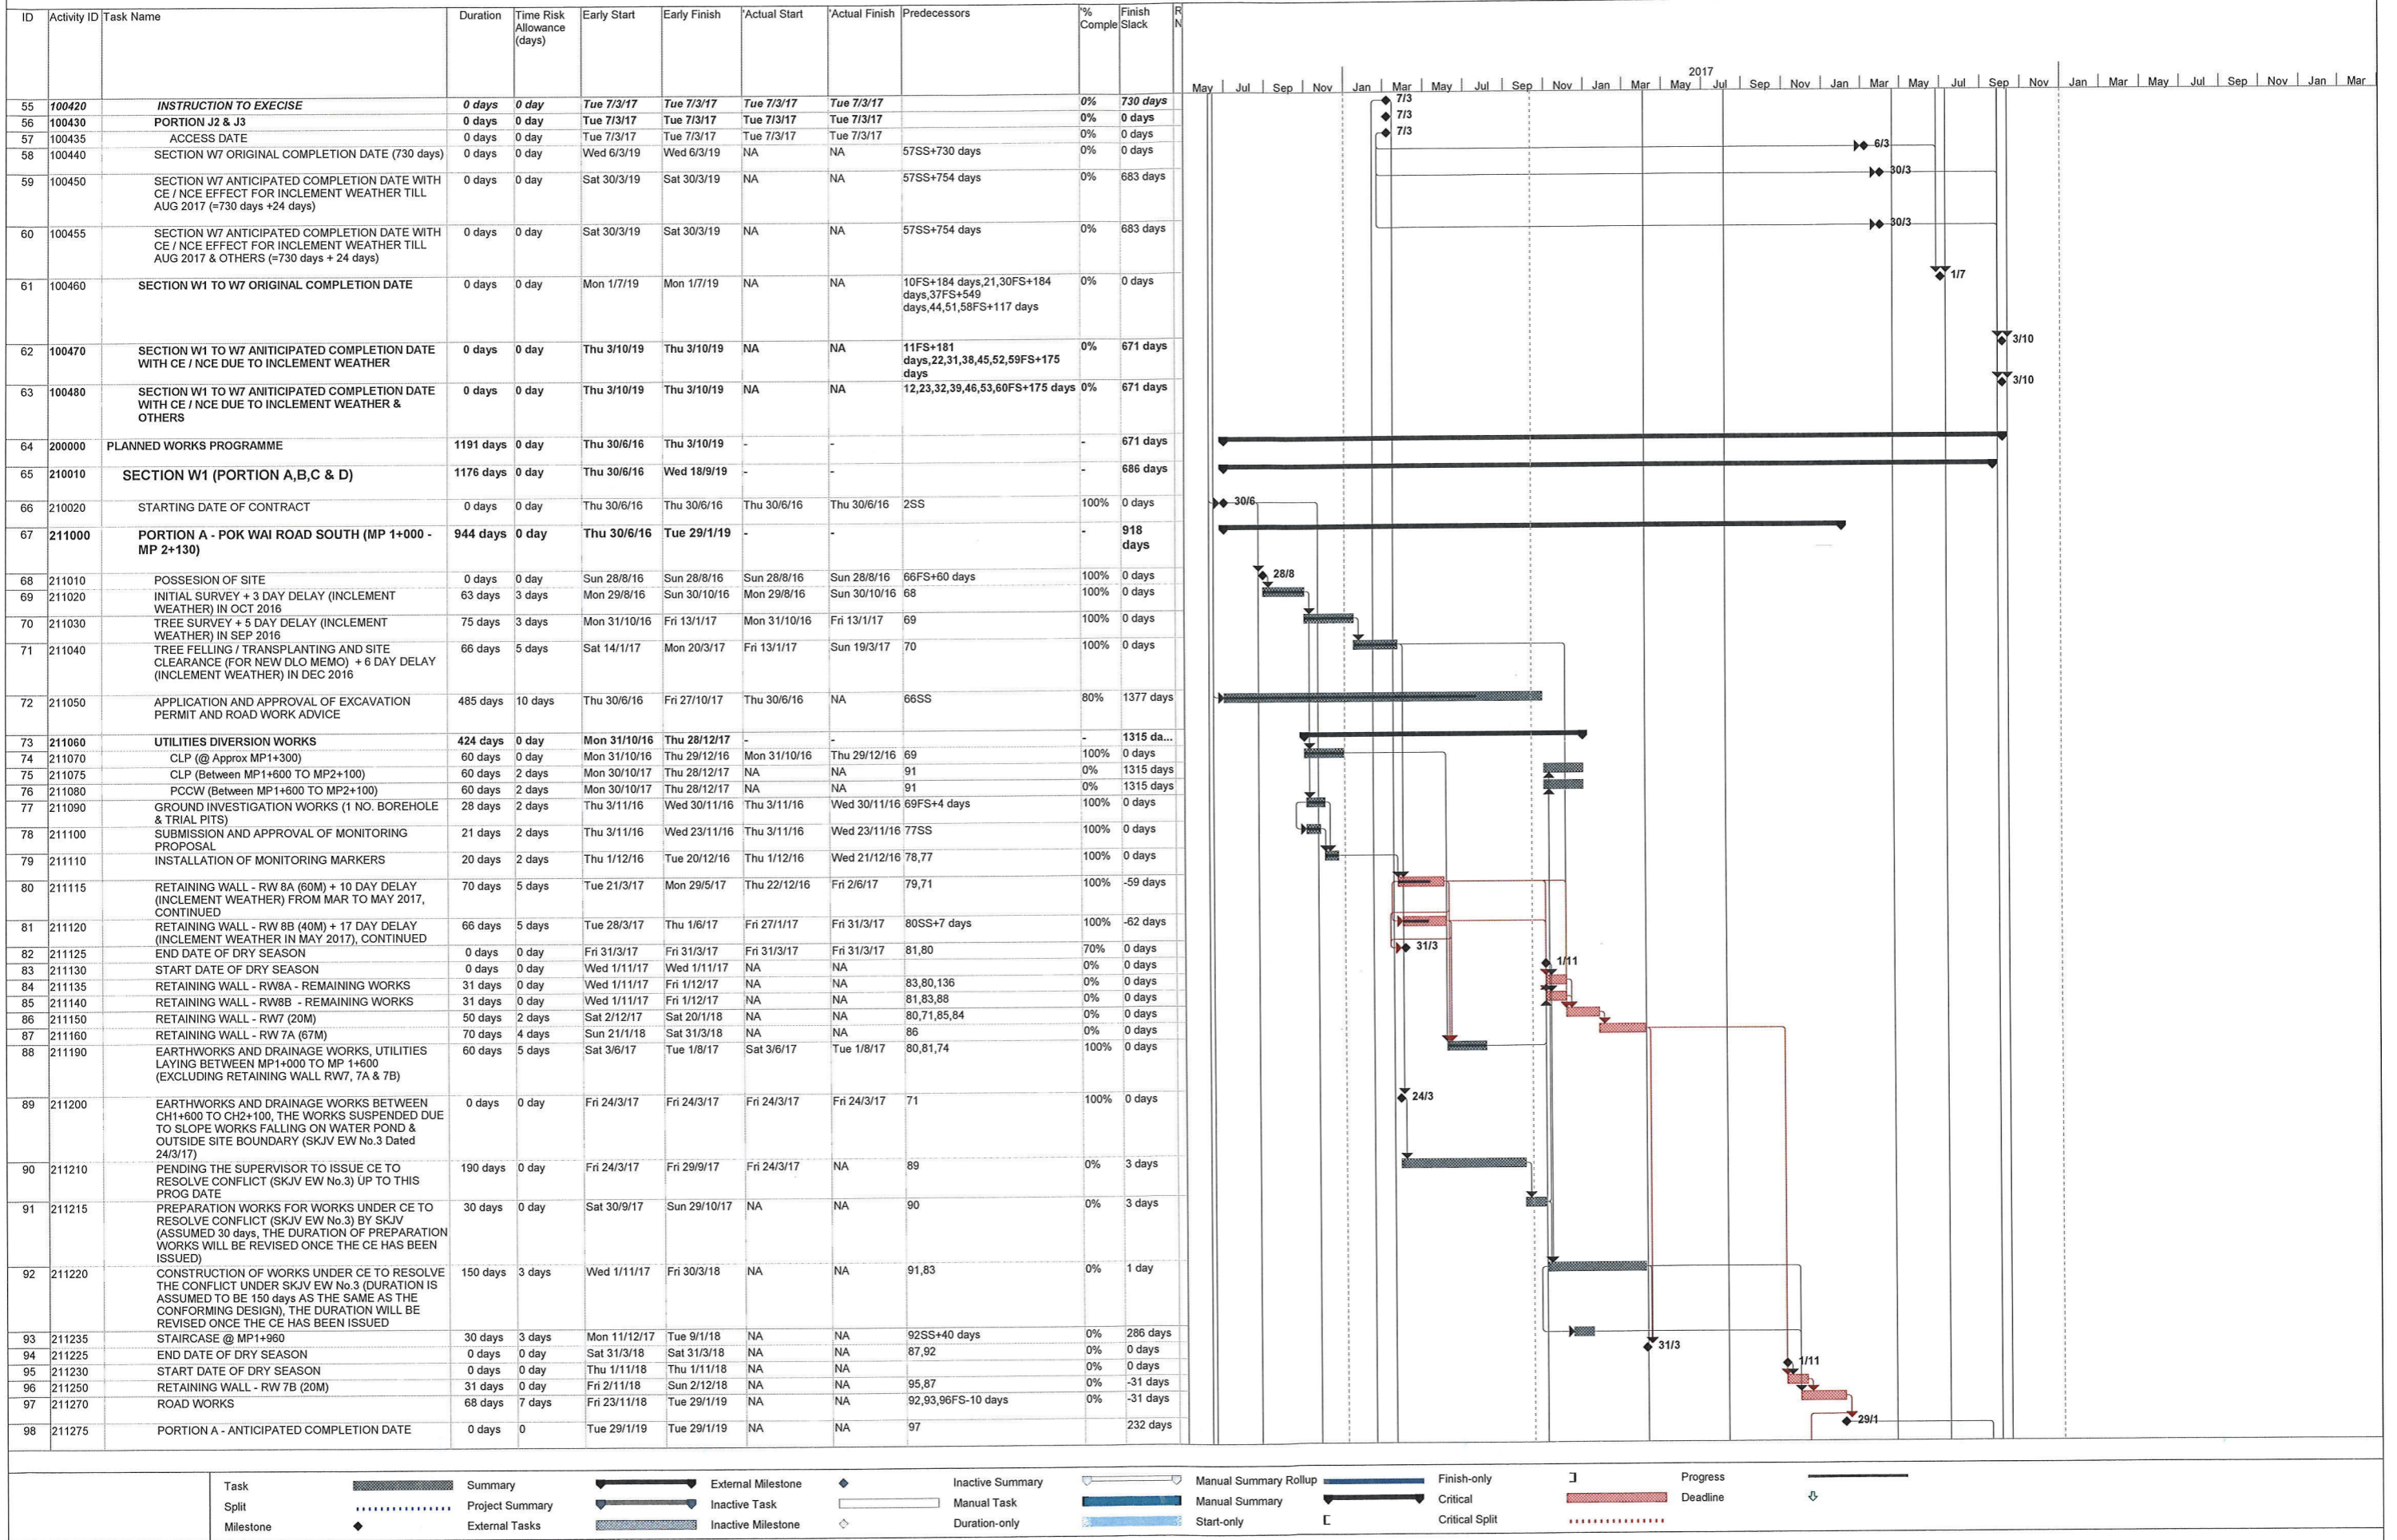 ID Activity ID Task Name Duration Time Risk Allowance (days) Early Start Early Finish 'Actual Start 'Actual Finish Predecessors '% Comple Finish Slack R N
2017
May Jul Sep Nov Jan Mar May Jul Sep Nov Jan Mar May Jul Sep Nov Jan Mar May Jul Sep Nov Jan Mar May Jul Sep Nov Jan Mar
55 100420 INSTRUCTION TO EXECISE 0 days 0 day Tue 7/3/17 Tue 7/3/17 Tue 7/3/17 Tue 7/3/17 0% 730 days 7/3
56 100430 PORTION J2 & J3 0 days 0 day Tue 7/3/17 Tue 7/3/17 Tue 7/3/17 Tue 7/3/17 0% 0 days 7/3
57 100435 ACCESS DATE 0 days 0 day Tue 7/3/17 Tue 7/3/17 Tue 7/3/17 Tue 7/3/17 0% 0 days 7/3
58 100440 SECTION W7 ORIGINAL COMPLETION DATE (730 days) 0 days 0 day Wed 6/3/19 Wed 6/3/19 NA NA 57SS+730 days 0% 0 days 6/3
59 100450 SECTION W7 ANTICIPATED COMPLETION DATE WITH 0 days 0 day Sat 30/3/19 Sat 30/3/19 NA NA 57SS+754 days 0% 683 days 30/3
CE / NCE EFFECT FOR INCLEMENT WEATHER TILL
AUG 2017 (=730 days +24 days)
60 100455 SECTION W7 ANTICIPATED COMPLETION DATE WITH 0 days 0 day Sat 30/3/19 Sat 30/3/19 NA NA 57SS+754 days 0% 683 days 30/3
CE / NCE EFFECT FOR INCLEMENT WEATHER TILL
AUG 2017 & OTHERS (=730 days + 24 days)
61 100460 SECTION W1 TO W7 ORIGINAL COMPLETION DATE 0 days 0 day Mon 1/7/19 Mon 1/7/19 NA NA 10FS+184 days,21,30FS+184 0% 0 days 1/7
days,37FS+549
days,44,51,58FS+117 days
62 100470 SECTION W1 TO W7 ANITICIPATED COMPLETION DATE 0 days 0 day Thu 3/10/19 Thu 3/10/19 NA NA 11FS+181 0% 671 days 3/10
WITH CE / NCE DUE TO INCLEMENT WEATHER days,22,31,38,45,52,59FS+175
days
63 100480 SECTION W1 TO W7 ANITICIPATED COMPLETION DATE 0 days 0 day Thu 3/10/19 Thu 3/10/19 NA NA 12,23,32,39,46,53,60FS+175 days 0% 671 days 3/10
WITH CE / NCE DUE TO INCLEMENT WEATHER &
OTHERS
64 200000 PLANNED WORKS PROGRAMME 1191 days 0 day Thu 30/6/16 Thu 3/10/19 - - - 671 days
65 210010 SECTION W1 (PORTION A,B,C & D) 1176 days 0 day Thu 30/6/16 Wed 18/9/19 - - - 686 days
66 210020 STARTING DATE OF CONTRACT 0 days 0 day Thu 30/6/16 Thu 30/6/16 Thu 30/6/16 Thu 30/6/16 2SS 100% 0 days 30/6
67 211000 PORTION A - POK WAI ROAD SOUTH (MP 1+000 - 944 days 0 day Thu 30/6/16 Tue 29/1/19 - - - 918
MP 2+130) days
68 211010 POSSESION OF SITE 0 days 0 day Sun 28/8/16 Sun 28/8/16 Sun 28/8/16 Sun 28/8/16 66FS+60 days 100% 0 days 28/8
69 211020 INITIAL SURVEY + 3 DAY DELAY (INCLEMENT 63 days 3 days Mon 29/8/16 Sun 30/10/16 Mon 29/8/16 Sun 30/10/16 68 100% 0 days
WEATHER) IN OCT 2016
70 211030 TREE SURVEY + 5 DAY DELAY (INCLEMENT 75 days 3 days Mon 31/10/16 Fri 13/1/17 Mon 31/10/16 Fri 13/1/17 69 100% 0 days
WEATHER) IN SEP 2016
71 211040 TREE FELLING / TRANSPLANTING AND SITE 66 days 5 days Sat 14/1/17 Mon 20/3/17 Fri 13/1/17 Sun 19/3/17 70 100% 0 days
CLEARANCE (FOR NEW DLO MEMO) + 6 DAY DELAY
(INCLEMENT WEATHER) IN DEC 2016
72 211050 APPLICATION AND APPROVAL OF EXCAVATION 485 days 10 days Thu 30/6/16 Fri 27/10/17 Thu 30/6/16 NA 66SS 80% 1377 days
PERMIT AND ROAD WORK ADVICE
73 211060 UTILITIES DIVERSION WORKS 424 days 0 day Mon 31/10/16 Thu 28/12/17 - - - 1315 da...
74 211070 CLP (@ Approx MP1+300) 60 days 0 day Mon 31/10/16 Thu 29/12/16 Mon 31/10/16 Thu 29/12/16 69 100% 0 days
75 211075 CLP (Between MP1+600 TO MP2+100) 60 days 2 days Mon 30/10/17 Thu 28/12/17 NA NA 91 0% 1315 days
76 211080 PCCW (Between MP1+600 TO MP2+100) 60 days 2 days Mon 30/10/17 Thu 28/12/17 NA NA 91 0% 1315 days
77 211090 GROUND INVESTIGATION WORKS (1 NO. BOREHOLE 28 days 2 days Thu 3/11/16 Wed 30/11/16 Thu 3/11/16 Wed 30/11/16 69FS+4 days 100% 0 days
& TRIAL PITS)
78 211100 SUBMISSION AND APPROVAL OF MONITORING 21 days 2 days Thu 3/11/16 Wed 23/11/16 Thu 3/11/16 Wed 23/11/16 77SS 100% 0 days
PROPOSAL
79 211110 INSTALLATION OF MONITORING MARKERS 20 days 2 days Thu 1/12/16 Tue 20/12/16 Thu 1/12/16 Wed 21/12/16 78,77 100% 0 days
80 211115 RETAINING WALL - RW 8A (60M) + 10 DAY DELAY 70 days 5 days Tue 21/3/17 Mon 29/5/17 Thu 22/12/16 Fri 2/6/17 79,71 100% -59 days
(INCLEMENT WEATHER) FROM MAR TO MAY 2017,
CONTINUED
81 211120 RETAINING WALL - RW 8B (40M) + 17 DAY DELAY 66 days 5 days Tue 28/3/17 Thu 1/6/17 Fri 27/1/17 Fri 31/3/17 80SS+7 days 100% -62 days
(INCLEMENT WEATHER IN MAY 2017), CONTINUED
82 211125 END DATE OF DRY SEASON 0 days 0 day Fri 31/3/17 Fri 31/3/17 Fri 31/3/17 Fri 31/3/17 81,80 70% 0 days 31/3
83 211130 START DATE OF DRY SEASON 0 days 0 day Wed 1/11/17 Wed 1/11/17 NA NA 0% 0 days 1/11
84 211135 RETAINING WALL - RW8A - REMAINING WORKS 31 days 0 day Wed 1/11/17 Fri 1/12/17 NA NA 83,80,136 0% 0 days
85 211140 RETAINING WALL - RW8B - REMAINING WORKS 31 days 0 day Wed 1/11/17 Fri 1/12/17 NA NA 81,83,88 0% 0 days
86 211150 RETAINING WALL - RW7 (20M) 50 days 2 days Sat 2/12/17 Sat 20/1/18 NA NA 80,71,85,84 0% 0 days
87 211160 RETAINING WALL - RW 7A (67M) 70 days 4 days Sun 21/1/18 Sat 31/3/18 NA NA 86 0% 0 days
88 211190 EARTHWORKS AND DRAINAGE WORKS, UTILITIES 60 days 5 days Sat 3/6/17 Tue 1/8/17 Sat 3/6/17 Tue 1/8/17 80,81,74 100% 0 days
LAYING BETWEEN MP1+000 TO MP 1+600
(EXCLUDING RETAINING WALL RW7, 7A & 7B)
89 211200 EARTHWORKS AND DRAINAGE WORKS BETWEEN 0 days 0 day Fri 24/3/17 Fri 24/3/17 Fri 24/3/17 Fri 24/3/17 71 100% 0 days 24/3
CH1+600 TO CH2+100, THE WORKS SUSPENDED DUE
TO SLOPE WORKS FALLING ON WATER POND &
OUTSIDE SITE BOUNDARY (SKJV EW No.3 Dated
24/3/17)
90 211210 PENDING THE SUPERVISOR TO ISSUE CE TO 190 days 0 day Fri 24/3/17 Fri 29/9/17 Fri 24/3/17 NA 89 0% 3 days
RESOLVE CONFLICT (SKJV EW No.3) UP TO THIS
PROG DATE
91 211215 PREPARATION WORKS FOR WORKS UNDER CE TO 30 days 0 day Sat 30/9/17 Sun 29/10/17 NA NA 90 0% 3 days
RESOLVE CONFLICT (SKJV EW No.3) BY SKJV
(ASSUMED 30 days, THE DURATION OF PREPARATION
WORKS WILL BE REVISED ONCE THE CE HAS BEEN
ISSUED)
92 211220 CONSTRUCTION OF WORKS UNDER CE TO RESOLVE 150 days 3 days Wed 1/11/17 Fri 30/3/18 NA NA 91,83 0% 1 day
THE CONFLICT UNDER SKJV EW No.3 (DURATION IS
ASSUMED TO BE 150 days AS THE SAME AS THE
CONFORMING DESIGN), THE DURATION WILL BE
REVISED ONCE THE CE HAS BEEN ISSUED
93 211235 STAIRCASE @ MP1+960 30 days 3 days Mon 11/12/17 Tue 9/1/18 NA NA 92SS+40 days 0% 286 days
94 211225 END DATE OF DRY SEASON 0 days 0 day Sat 31/3/18 Sat 31/3/18 NA NA 87,92 0% 0 days 31/3
95 211230 START DATE OF DRY SEASON 0 days 0 day Thu 1/11/18 Thu 1/11/18 NA NA 0% 0 days 1/11
96 211250 RETAINING WALL - RW 7B (20M) 31 days 0 day Fri 2/11/18 Sun 2/12/18 NA NA 95,87 0% -31 days
97 211270 ROAD WORKS 68 days 7 days Fri 23/11/18 Tue 29/1/19 NA NA 92,93,96FS-10 days 0% -31 days
98 211275 PORTION A - ANTICIPATED COMPLETION DATE 0 days 0 Tue 29/1/19 Tue 29/1/19 NA NA 97 232 days 29/1
Task Summary External Milestone Inactive Summary Manual Summary Rollup Finish-only Progress
Split Project Summary Inactive Task Manual Task Manual Summary Critical Deadline
Milestone External Tasks Inactive Milestone Duration-only Start-only Critical Split